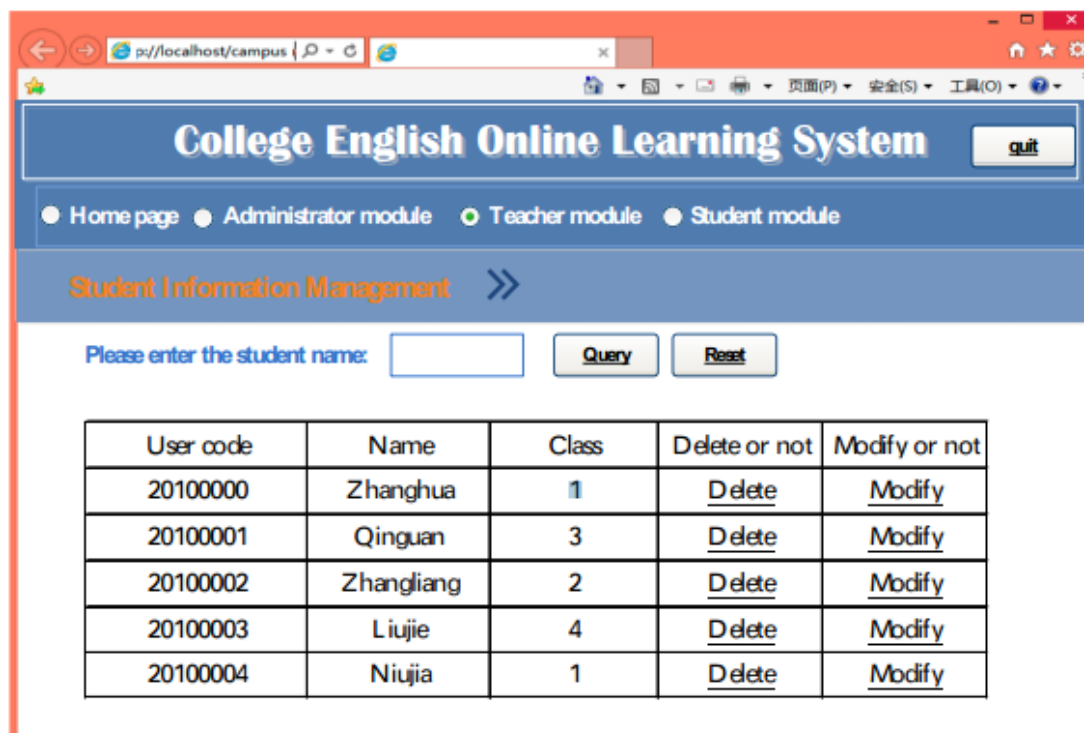 p://localhost/campus
页面(P) 安全(S) 工具(O)
College English Online Learning System
quit
Home page Administrator module Teacher module Student module
Student Information Management
Please enter the student name: Query Reset
User code Name Class Delete or not Modify or not
20100000 Zhanghua 1 Delete Modify
20100001 Qinguan 3 Delete Modify
20100002 Zhangliang 2 Delete Modify
20100003 Liujie 4 Delete Modify
20100004 Niujia 1 Delete Modify